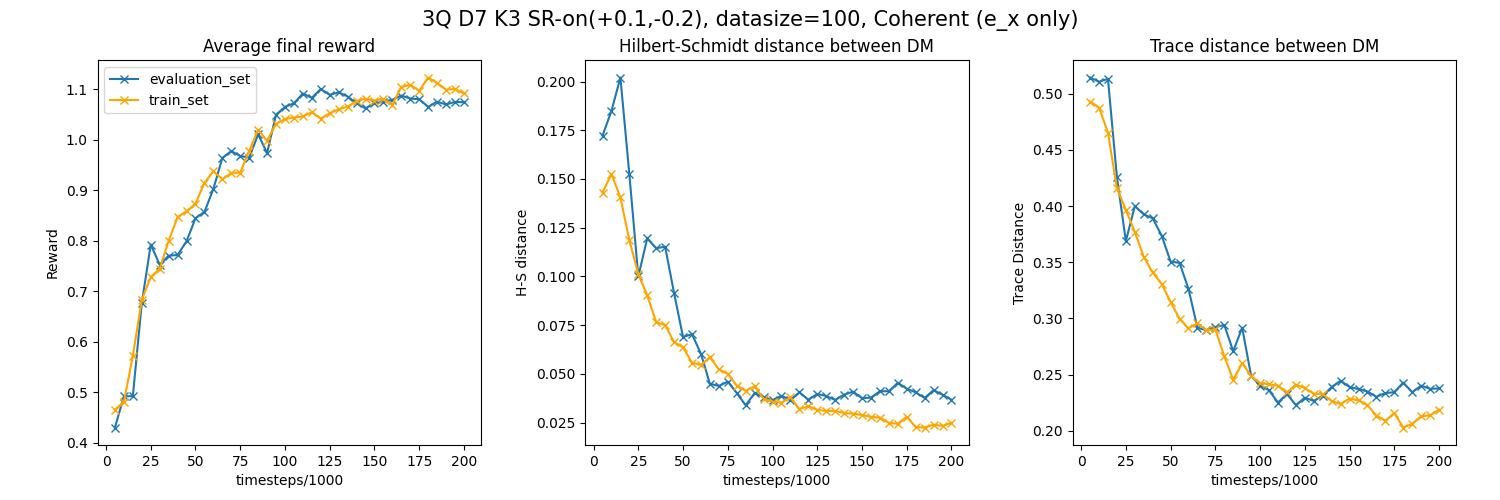 3Q D7 K3 SR-on(+0.1,-0.2), datasize=100, Coherent (e_x only)
Average final reward
evaluation_set
train_set
Reward
1.1
1.0
0.9
0.8
0.7
0.6
0.5
0.4
0 25 50 75 100 125 150 175 200
timesteps/1000
Hilbert-Schmidt distance between DM
H-S distance
0.200
0.175
0.150
0.125
0.100
0.075
0.050
0.025
0 25 50 75 100 125 150 175 200
timesteps/1000
Trace distance between DM
Trace Distance
0.50
0.45
0.40
0.35
0.30
0.25
0.20
0 25 50 75 100 125 150 175 200
timesteps/1000